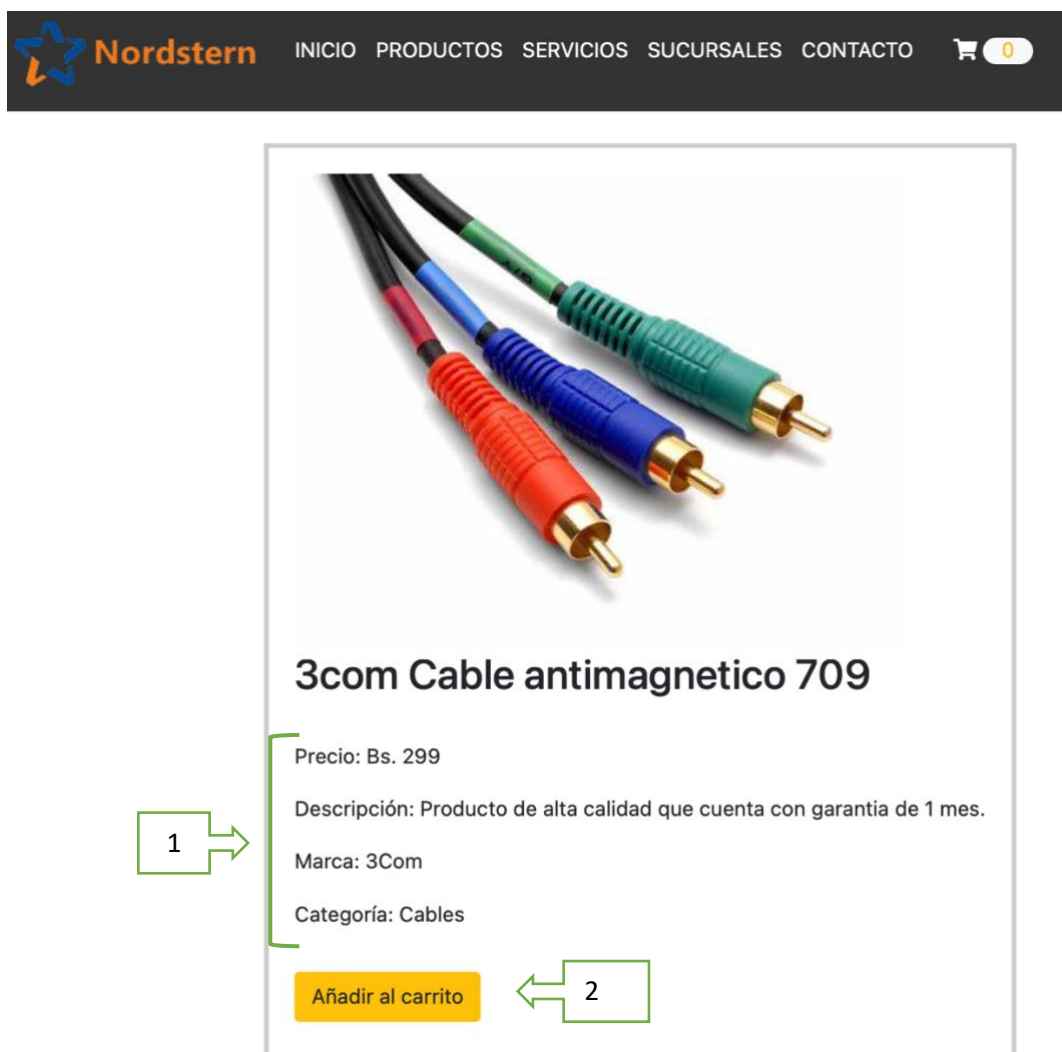 Nordstern INICIO PRODUCTOS SERVICIOS SUCURSALES CONTACTO 0
3com Cable antimagnetico 709
Precio: Bs. 299
Descripción: Producto de alta calidad que cuenta con garantia de 1 mes.
1
Marca: 3Com
Categoría: Cables
Añadir al carrito
2